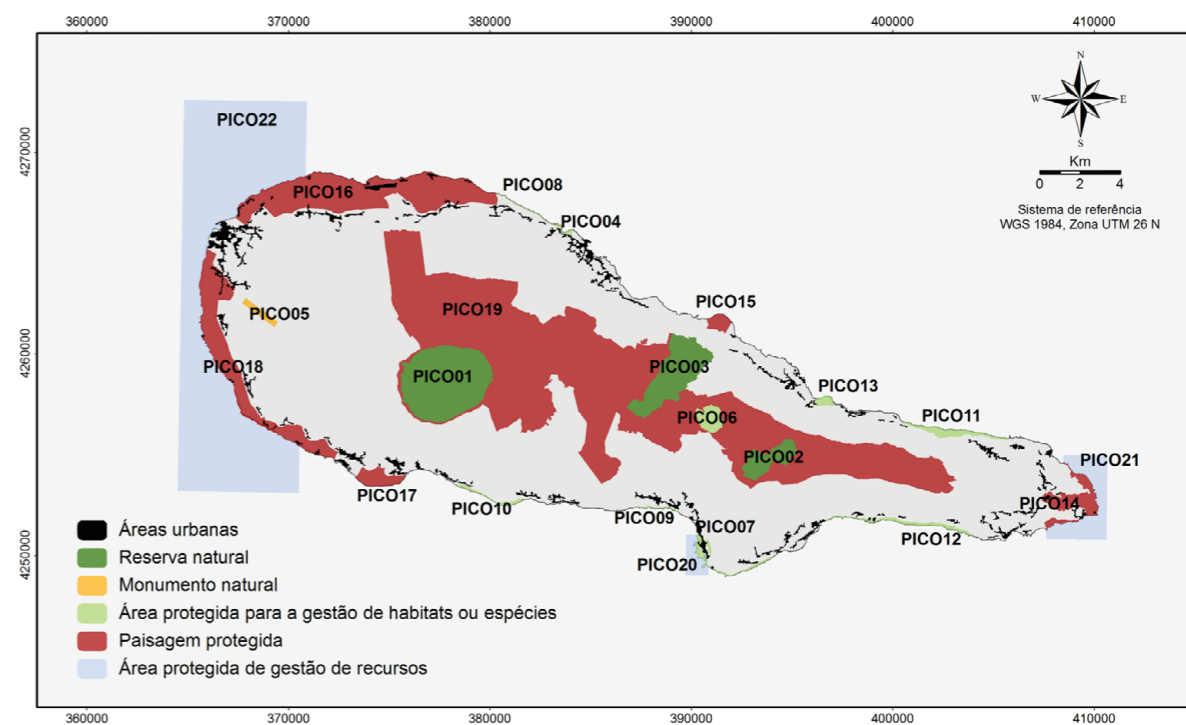 360000 370000 380000 390000 400000 410000
4270000
4260000
4250000
N
W E
S
Km
0 2 4
Sistema de referência
WGS 1984, Zona UTM 26 N
PICO22
PICO16
PICO08
PICO04
PICO05
PICO19
PICO15
PICO18
PICO01
PICO03
PICO13
PICO06
PICO11
PICO02
PICO21
PICO17
PICO10
PICO09
PICO07
PICO14
PICO12
PICO20
Áreas urbanas
Reserva natural
Monumento natural
Área protegida para a gestão de habitats ou espécies
Paisagem protegida
Área protegida de gestão de recursos
360000 370000 380000 390000 400000 410000